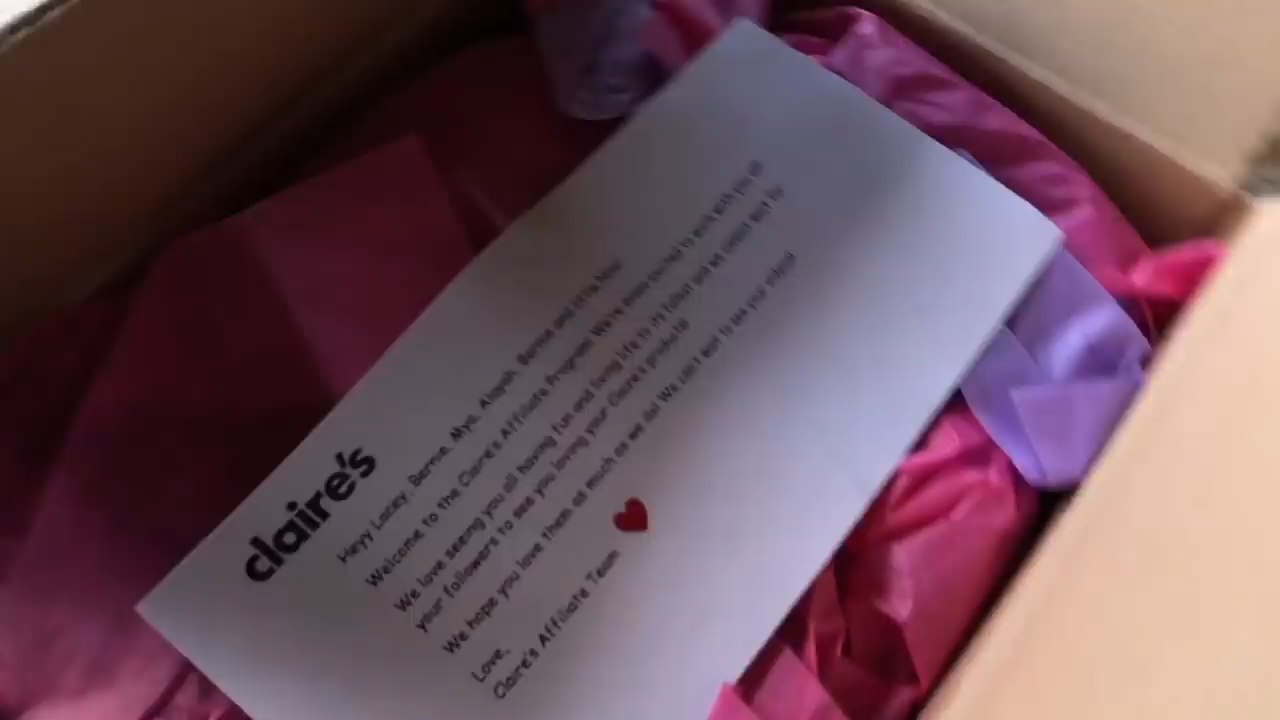 claire's
Heyy Lacey, Bernie, Mya, Aliyah, Bernie and
Welcome to the Claire's Affiliate Program! We're excited to work with you all
We love seeing you all having fun and living life to its fullest and we cannot wait for
your followers to see you loving your Claire's products!
We hope you love them as much as we do! We can't wait to see your videos!
Love,
Claire's Affiliate Team